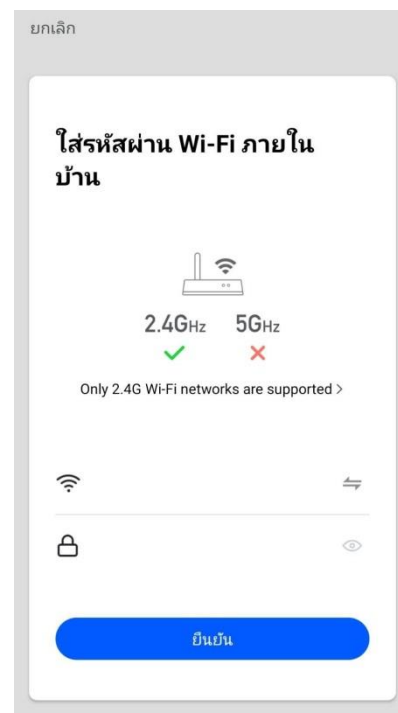 ยกเลิก
ใส่รหัสผ่าน Wi-Fi ภายใน
บ้าน
2.4GHz 5GHz
Only 2.4G Wi-Fi networks are supported >
ยืนยัน